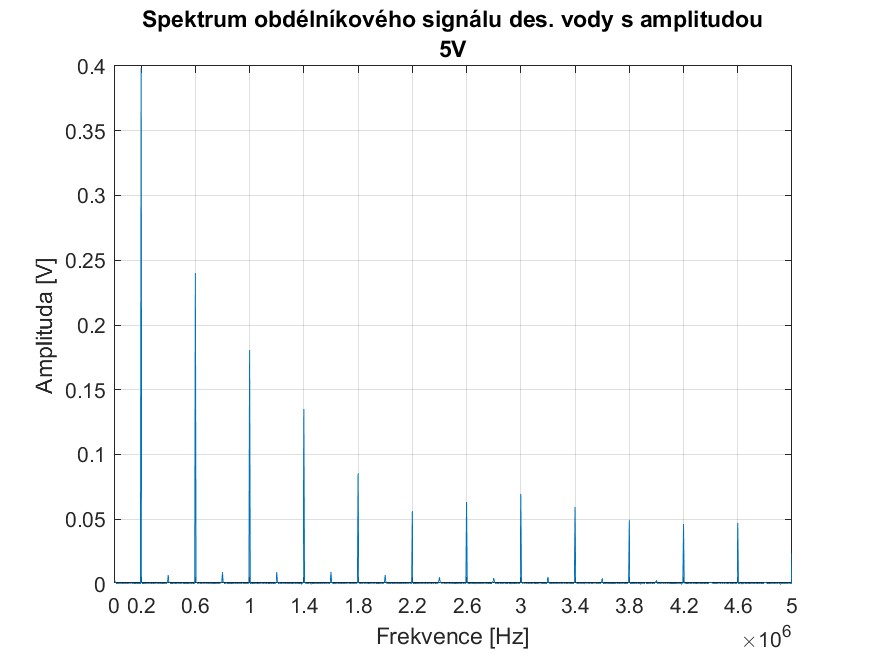 Spektrum obdélníkového signálu des. vody s amplitudou
5V
0.4
0.35
0.3
0.25
0.2
0.15
0.1
0.05
0
Amplituda [V]
0 0.2 0.6 1 1.4 1.8 2.2 2.6 3 3.4 3.8 4.2 4.6 5
Frekvence [Hz]
×10⁶